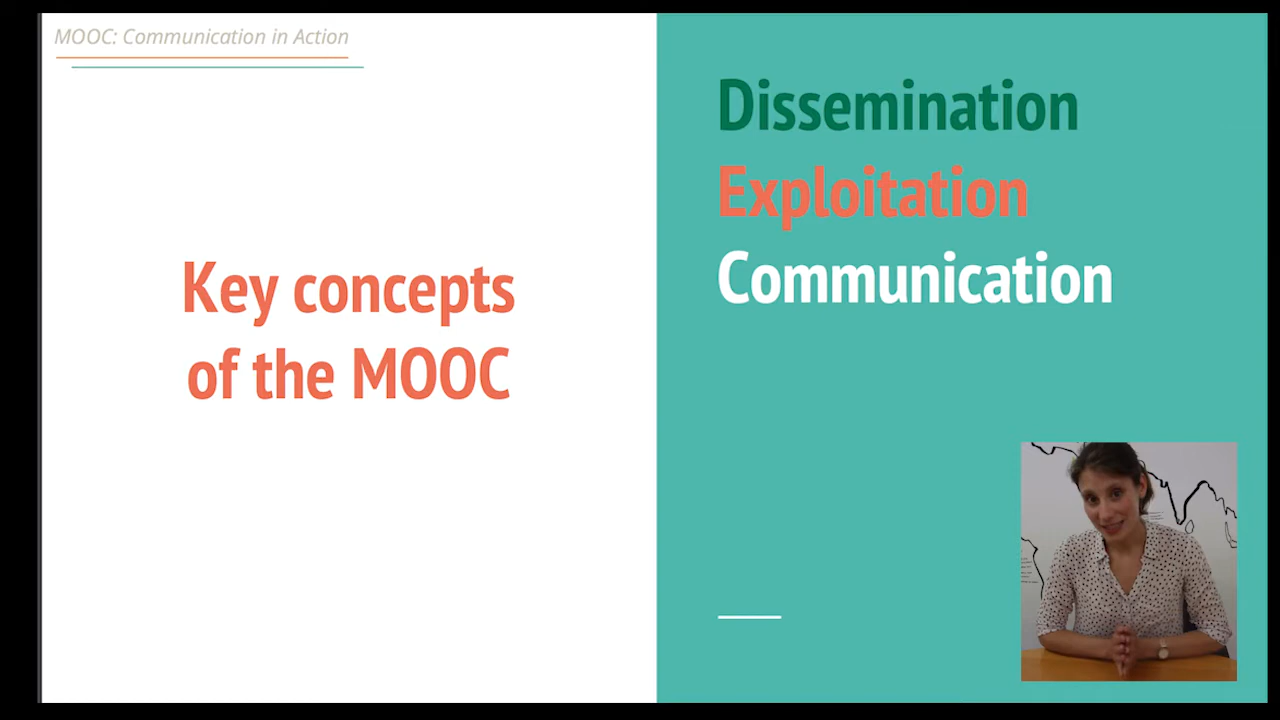 MOOC: Communication in Action
Key concepts
of the MOOC
Dissemination
Exploitation
Communication